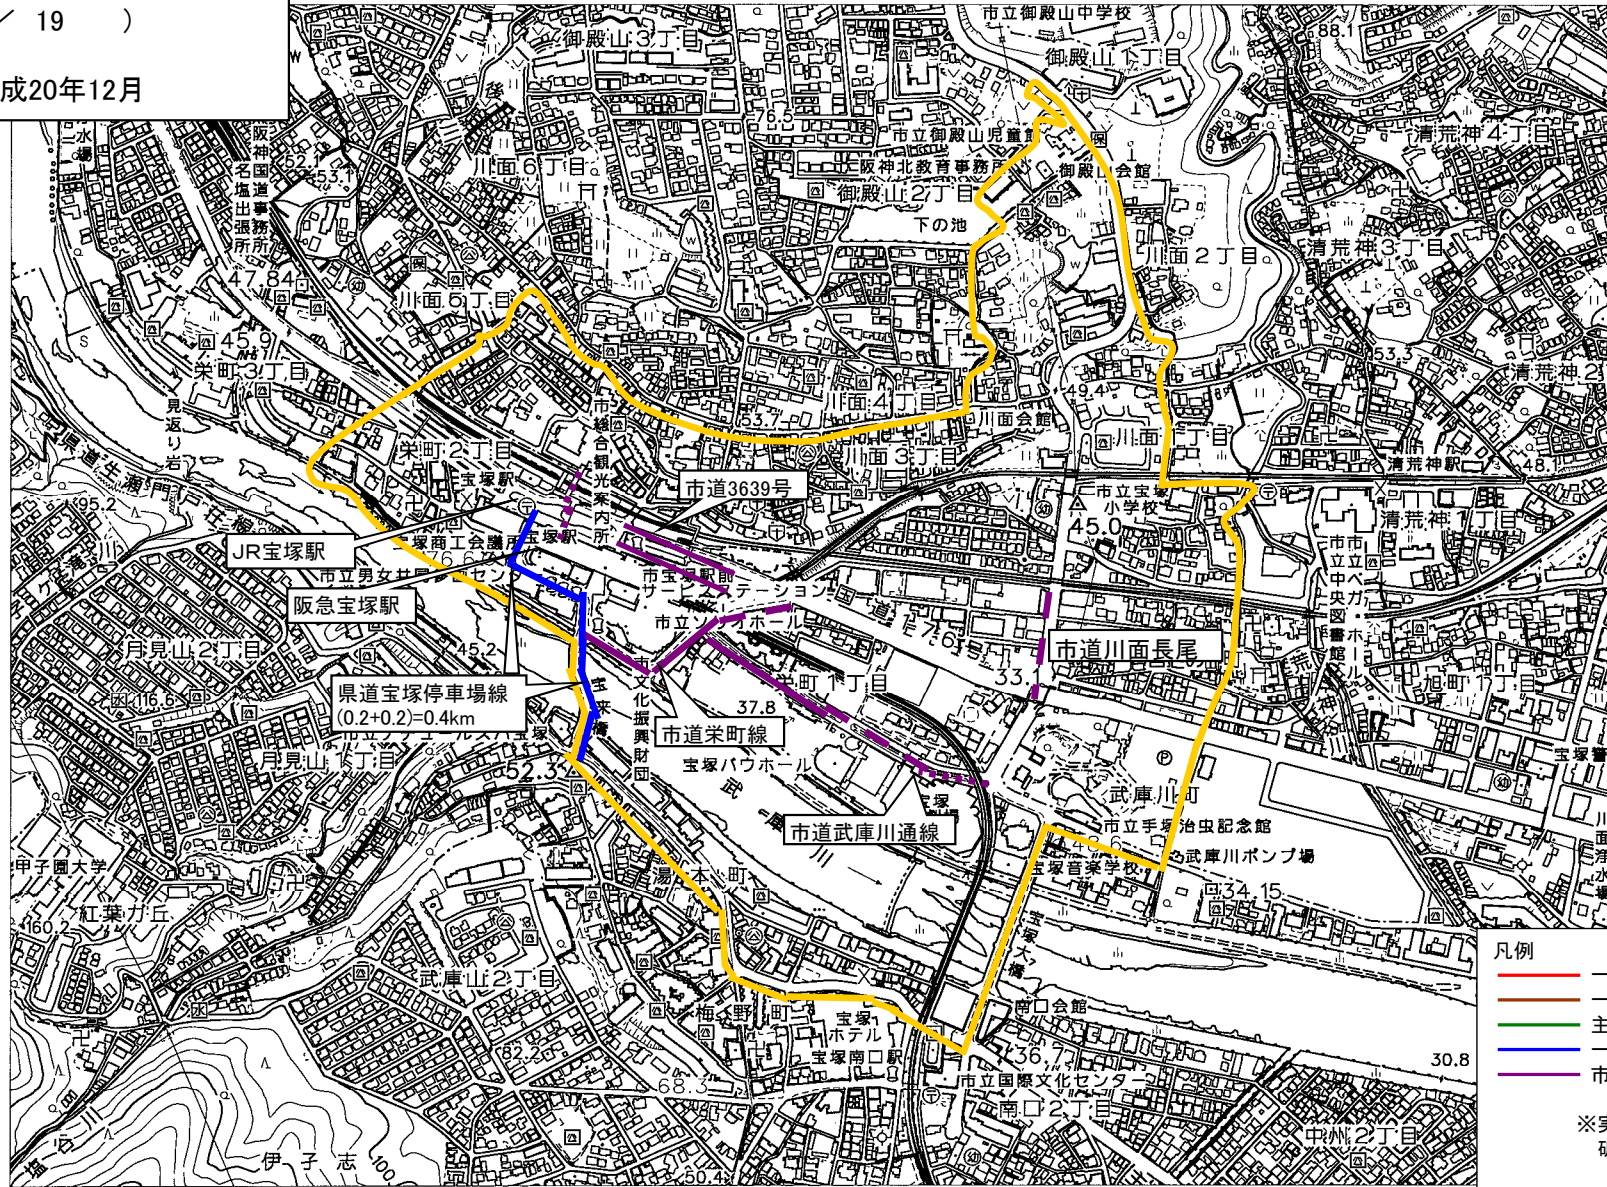 ／ 19 ）
成20年12月
市立御殿山中学校
御殿山3丁目
御殿山1丁目
88.1
76.5
市立御殿山児童館
清荒神4丁目
阪神北教育事務所
御殿山会館
川面6丁目
御殿山2丁目
52.1
53.1
阪神国道事務所
名塩出張所
下の池
川面2丁目
清荒神3丁目
47.84
川面6丁目
45.9
栄町3丁目
53.3
清荒神2
見返り岩
49.4
川面4丁目
53.7
川面会館
川面1丁目
栄町2丁目
川面3丁目
清荒神駅
48.1
市総合観光案内所
宝塚駅
市道3639号
95.2
市立宝塚
小学校
45.0
清荒神1丁目
JR宝塚駅
宝塚商工会議所
宝塚駅
市宝塚駅前
サービスステーション
国道176号
市立ベガ・ホール
市立中央図書館
阪急宝塚駅
市立ソリオホール
月見山2丁目
45.2
市道川面長尾
116.6
県道宝塚停車場線
(0.2+0.2)=0.4km
宝来橋
文化振興財団
栄町1丁目
33.
旭町1丁目
37.8
市道栄町線
月見山1丁目
52.3
宝塚バウホール
武庫川
武庫川町
市道武庫川通線
市立手塚治虫記念館
甲子園大学
武庫川ポンプ場
宝塚音楽学校
湯本町
34.15
紅葉ガ丘
160.2
宝塚大橋
武庫山2丁目
梅野町
宝塚
ホテル
南口会館
宝塚南口駅
36.7
82.2
68.3
市立国際文化センター
30.8
南口2丁目
中州2丁目
伊子志
100
50.4
凡例
一
一
主
一
市
※実